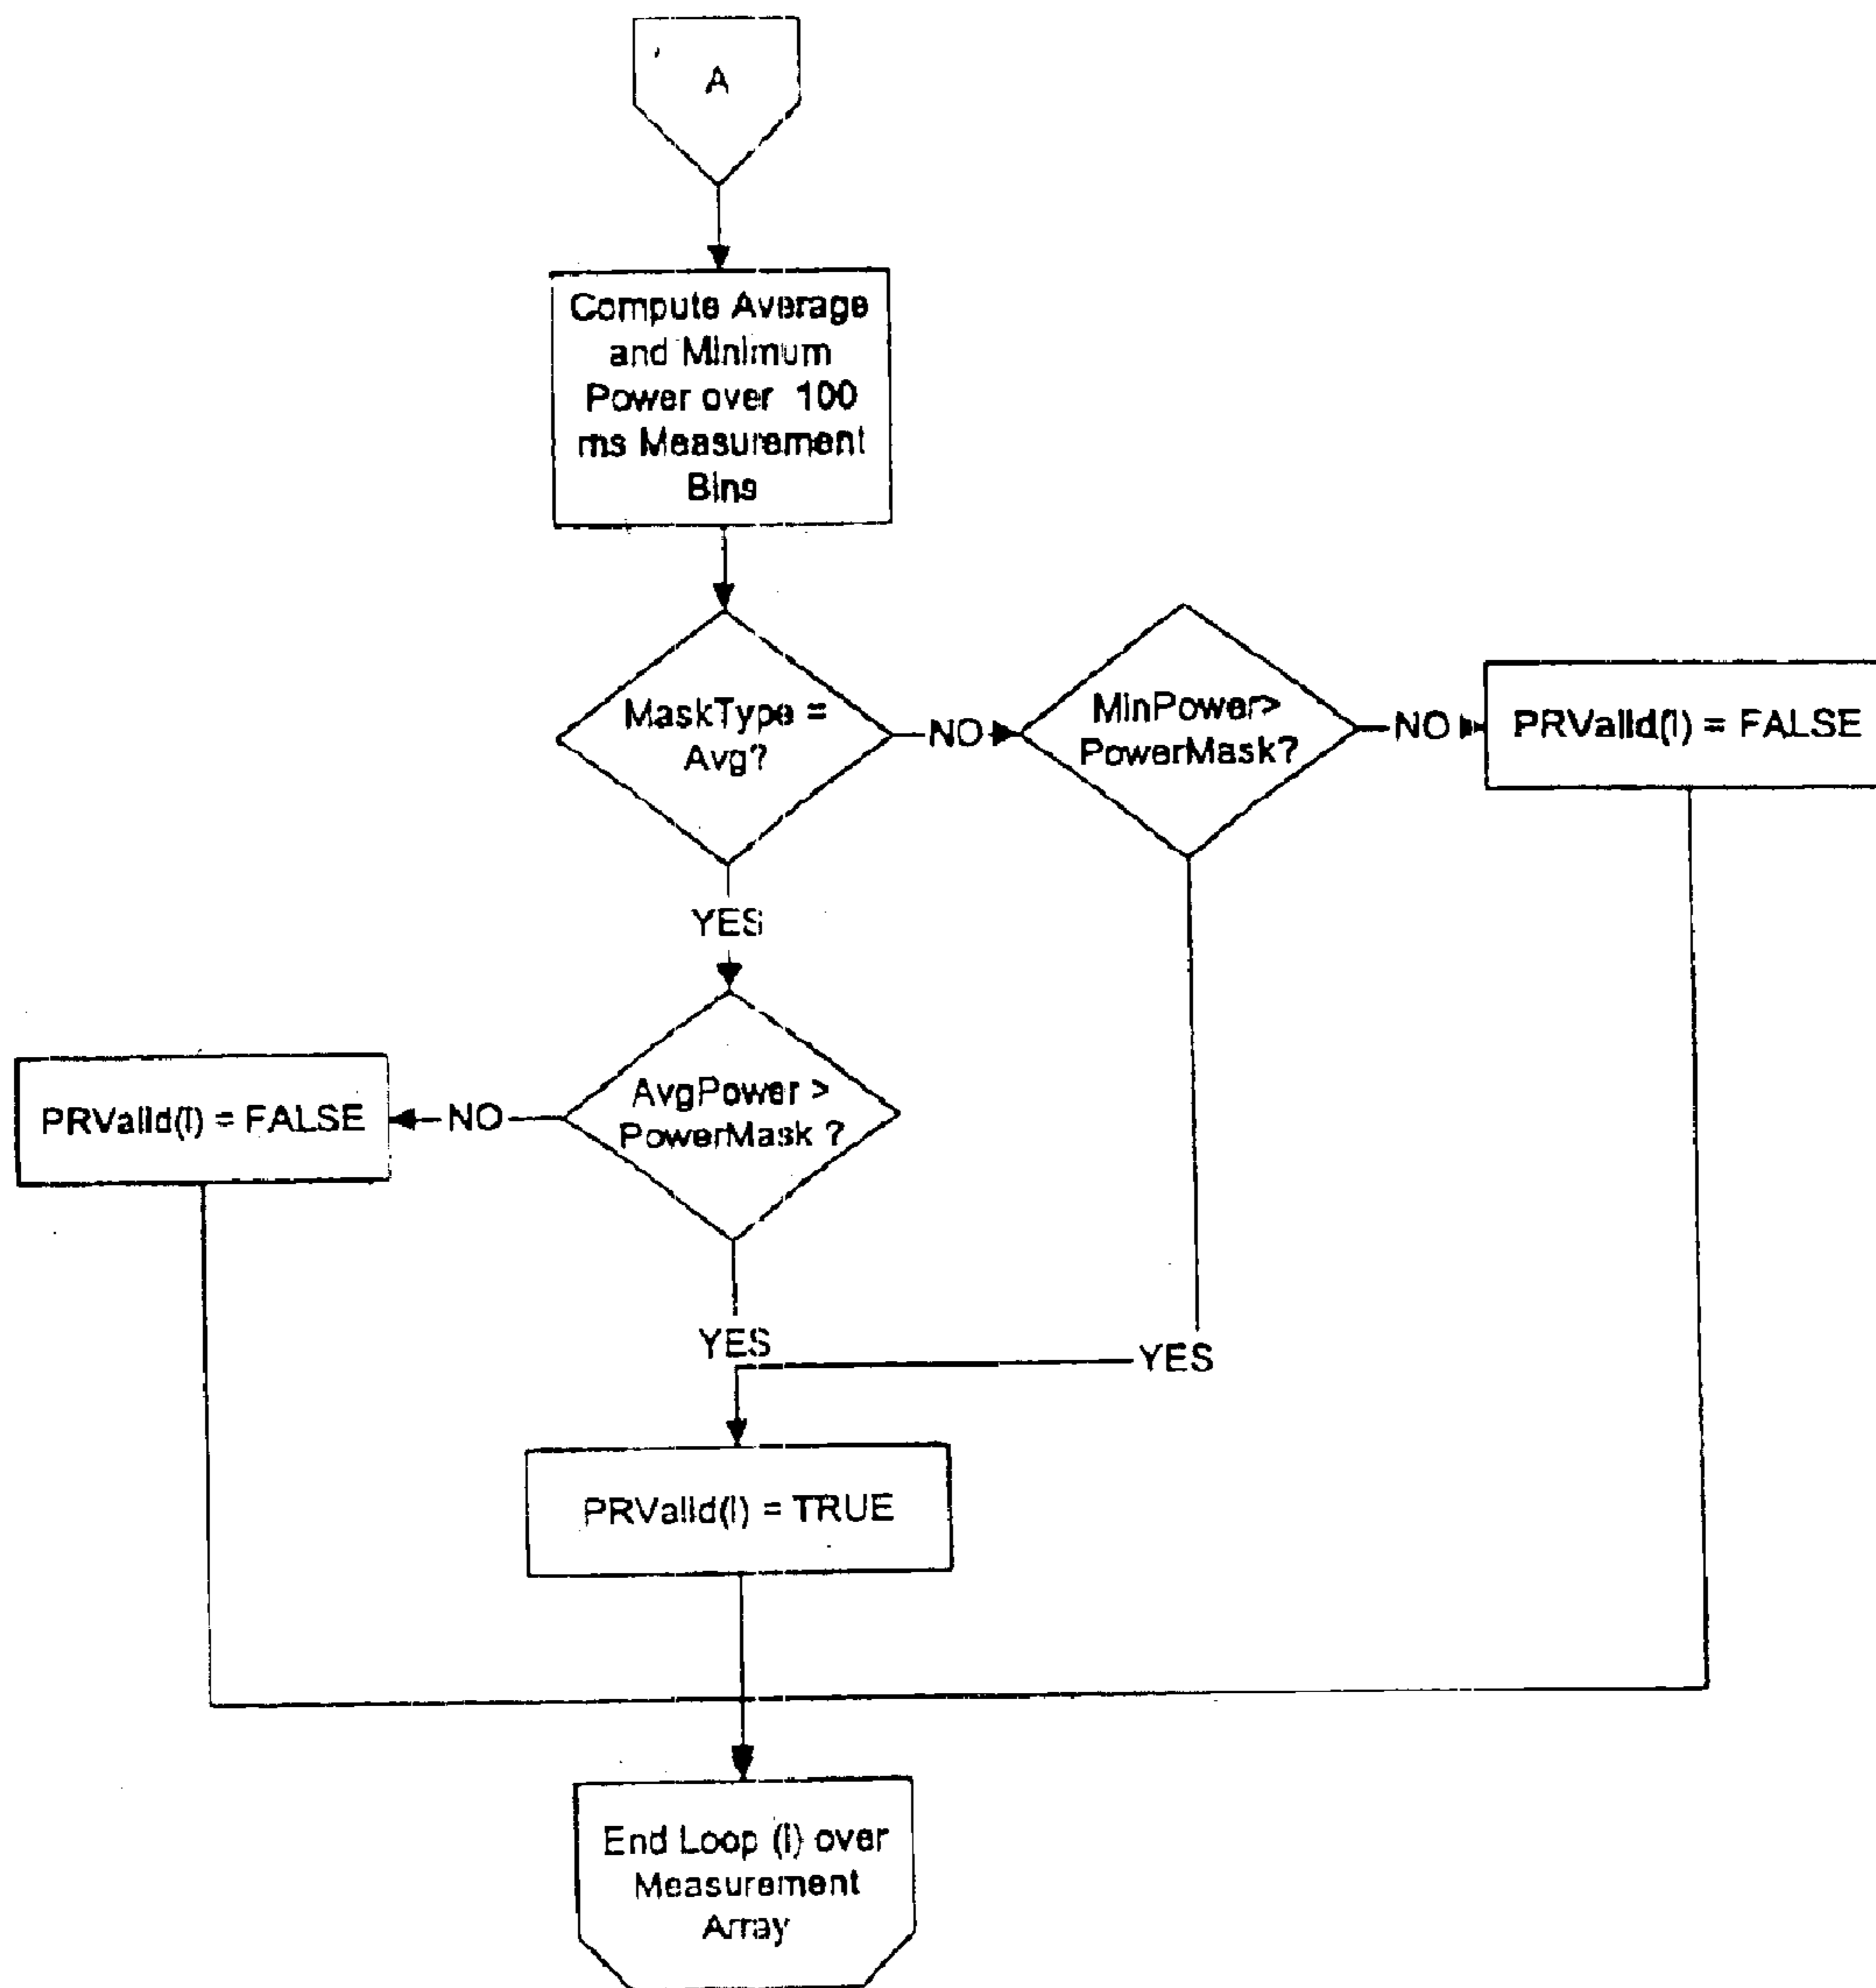 A
Compute Average
and Minimum
Power over 100
ms Measurement
Bins
MaskType =
Avg?
NO
MinPower>
PowerMask?
NO
PRValid(I) = FALSE
YES
AvgPower >
PowerMask ?
NO
PRValid(I) = FALSE
YES
YES
PRValid(I) = TRUE
End Loop (I) over
Measurement
Array